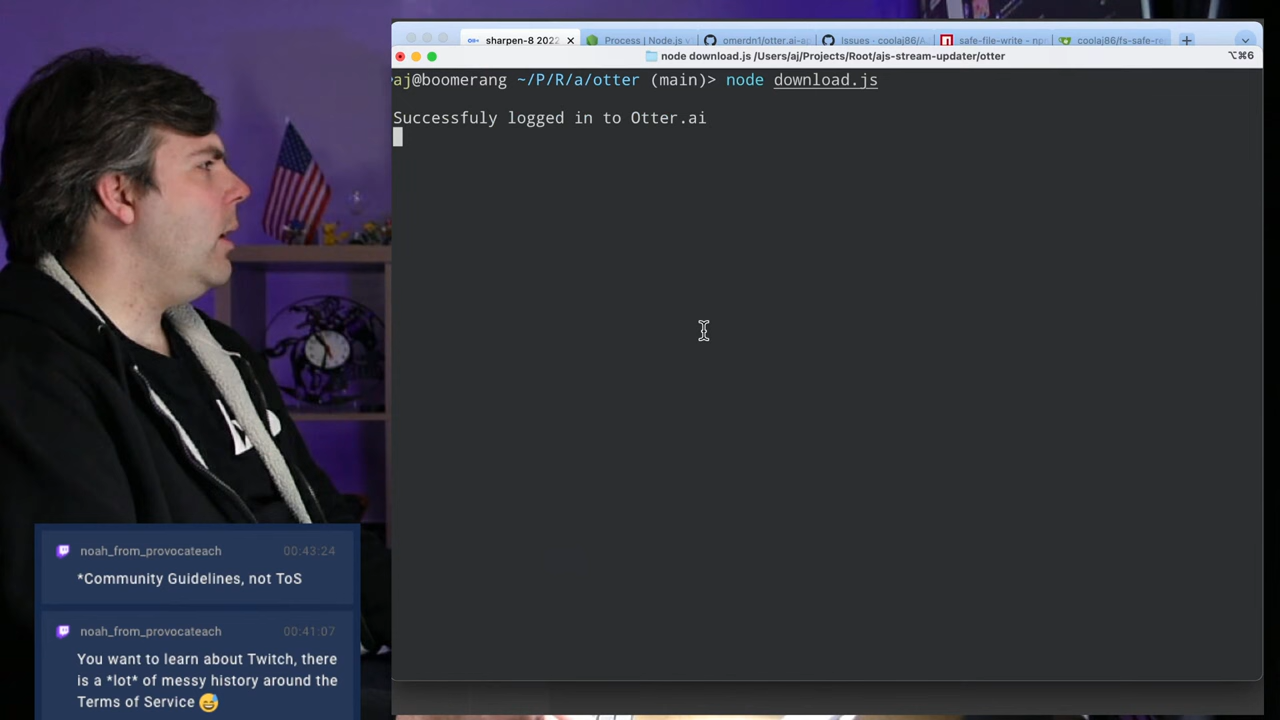 sharpen-8 2022
Process | Node.js v
omerdn1/otter.ai-ap
Issues · coolaj86/A
safe-file-write - np
coolaj86/fs-safe-re
node download.js /Users/aj/Projects/Root/ajs-stream-updater/otter
⌥⌘6
aj@boomerang ~/P/R/a/otter (main)> node download.js
Successfuly logged in to Otter.ai
noah_from_provocateach 00:43:24
*Community Guidelines, not ToS
noah_from_provocateach 00:41:07
You want to learn about Twitch, there
is a *lot* of messy history around the
Terms of Service 😅